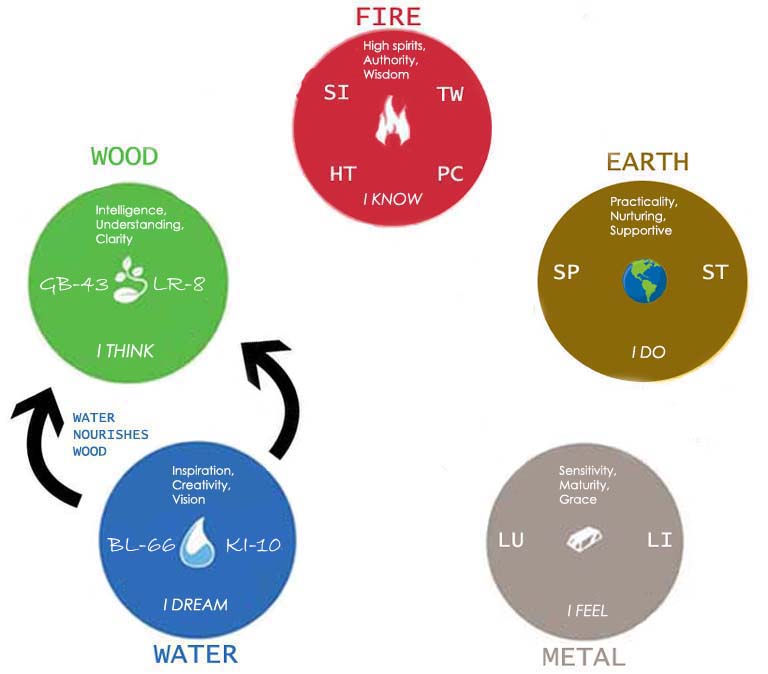 FIRE
High spirits,
Authority,
Wisdom
SI
TW
HT
PC
I KNOW
WOOD
Intelligence,
Understanding,
Clarity
GB-43
LR-8
I THINK
EARTH
Practicality,
Nurturing,
Supportive
SP
ST
I DO
WATER
NOURISHES
WOOD
Inspiration,
Creativity,
Vision
BL-66
KI-10
I DREAM
WATER
Sensitivity,
Maturity,
Grace
LU
LI
I FEEL
METAL